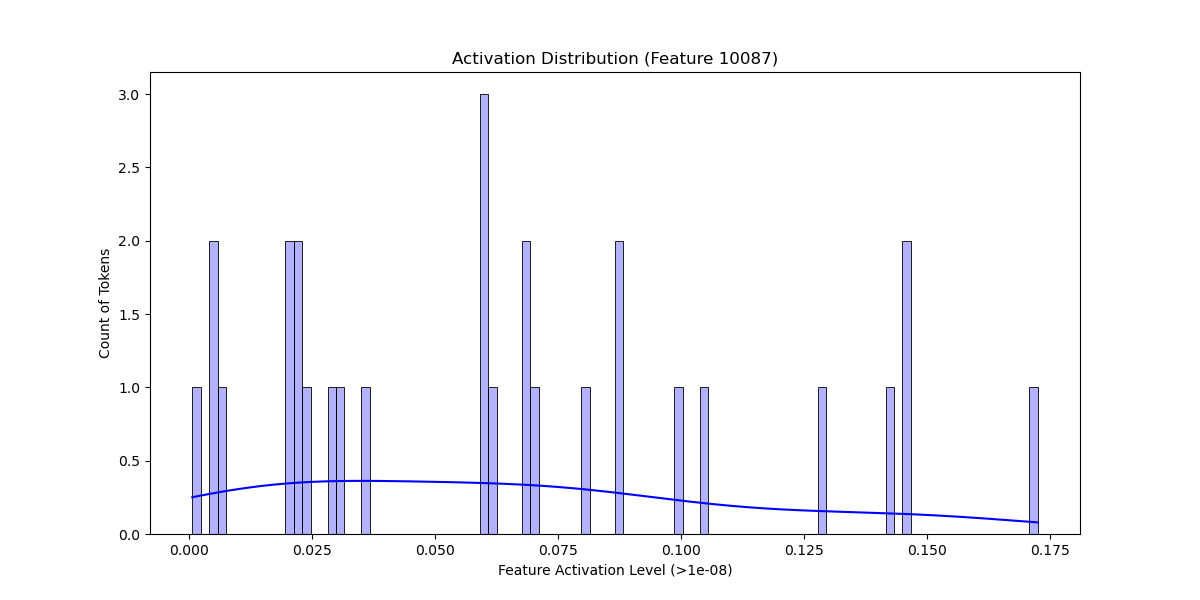 Activation Distribution (Feature 10087)
Count of Tokens
3.0
2.5
2.0
1.5
1.0
0.5
0.0
0.000 0.025 0.050 0.075 0.100 0.125 0.150 0.175
Feature Activation Level (>1e-08)